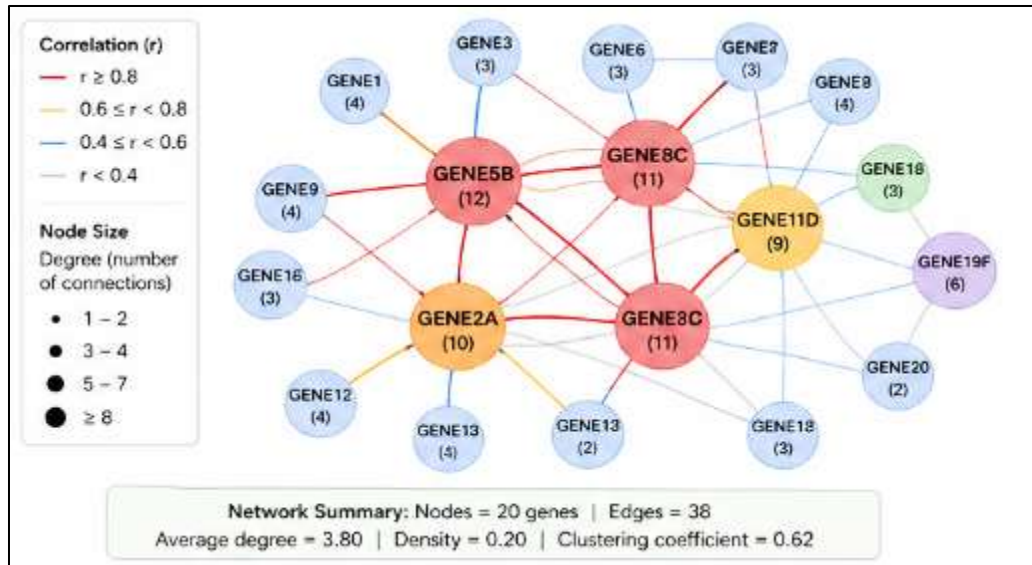 Correlation (r)
r ≥ 0.8
0.6 ≤ r < 0.8
0.4 ≤ r < 0.6
r < 0.4
Node Size
Degree (number
of connections)
1 – 2
3 – 4
5 – 7
≥ 8
GENE3
(3)
GENE6
(3)
(3)
GENE1
(4)
(4)
GENE5B
(12)
GENE8C
(11)
GENE9
(4)
GENE18
(3)
GENE11D
(9)
GENE19F
(6)
GENE16
(3)
GENE2A
(10)
GENE8C
(11)
GENE20
(2)
GENE12
(4)
GENE13
(4)
GENE13
(2)
GENE18
(3)
Network Summary: Nodes = 20 genes | Edges = 38
Average degree = 3.80 | Density = 0.20 | Clustering coefficient = 0.62